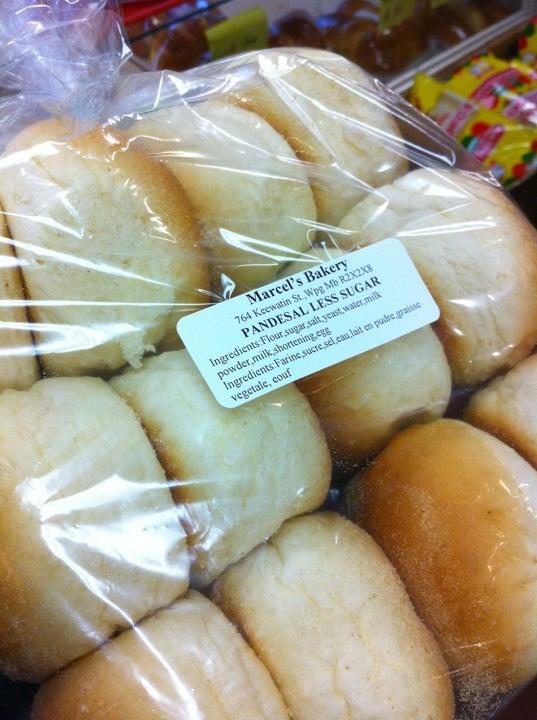 Marcel's Bakery
764 Keewatin St.,Wpg Mb R2X2X8
PANDESAL LESS SUGAR
Ingredients:Flour,sugar,salt,yeast,water,milk
powder,milk,shortening,egg
Ingredients:Farine,sucre,sel,eau,lait en pudre,graisse
vegetale, eouf